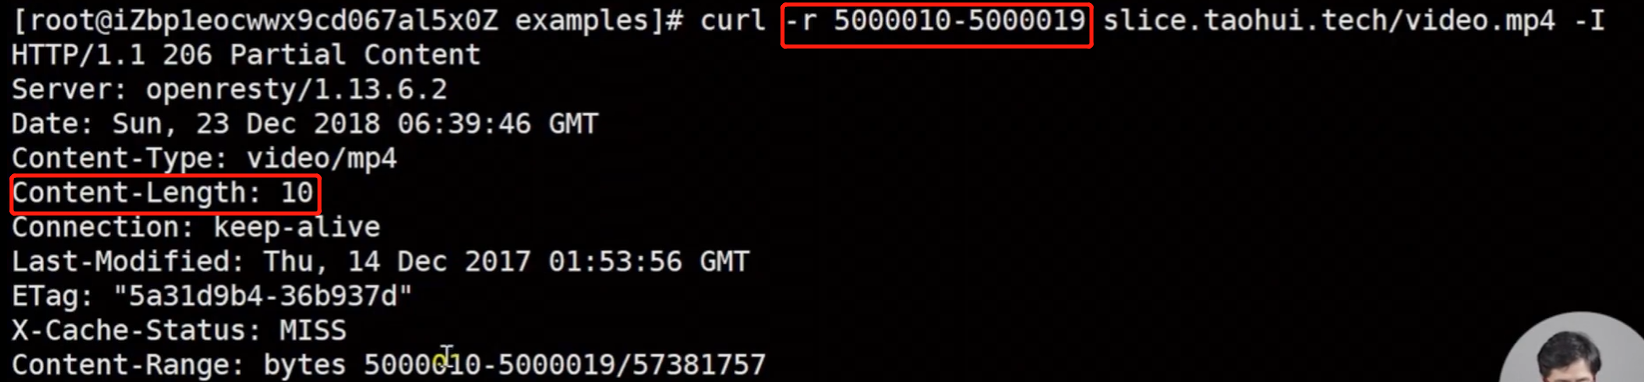 [root@iZbp1eocwwx9cd067al5x0Z examples]# curl -r 5000010-5000019 slice.taohui.tech/video.mp4 -I
HTTP/1.1 206 Partial Content
Server: openresty/1.13.6.2
Date: Sun, 23 Dec 2018 06:39:46 GMT
Content-Type: video/mp4
Content-Length: 10
Connection: keep-alive
Last-Modified: Thu, 14 Dec 2017 01:53:56 GMT
ETag: "5a31d9b4-36b937d"
X-Cache-Status: MISS
Content-Range: bytes 5000010-5000019/57381757